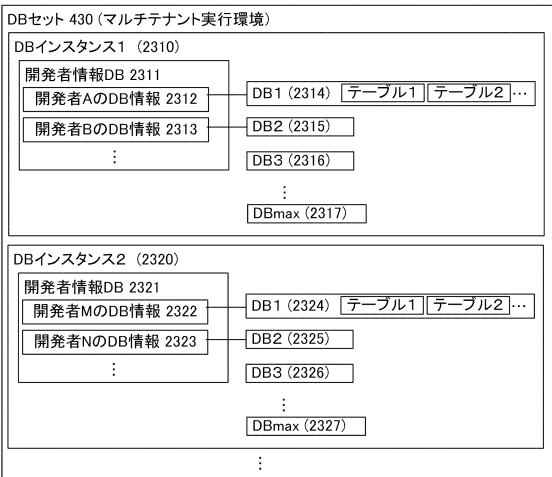 DBセット 430 (マルチテナント実行環境)
DBインスタンス1 (2310)
開発者情報DB 2311
開発者AのDB情報 2312
DB1 (2314) テーブル1 テーブル2 …
開発者BのDB情報 2313
DB2 (2315)
⋮
DB3 (2316)
⋮
DBmax (2317)
DBインスタンス2 (2320)
開発者情報DB 2321
開発者MのDB情報 2322
DB1 (2324) テーブル1 テーブル2 …
開発者NのDB情報 2323
DB2 (2325)
⋮
DB3 (2326)
⋮
DBmax (2327)
⋮